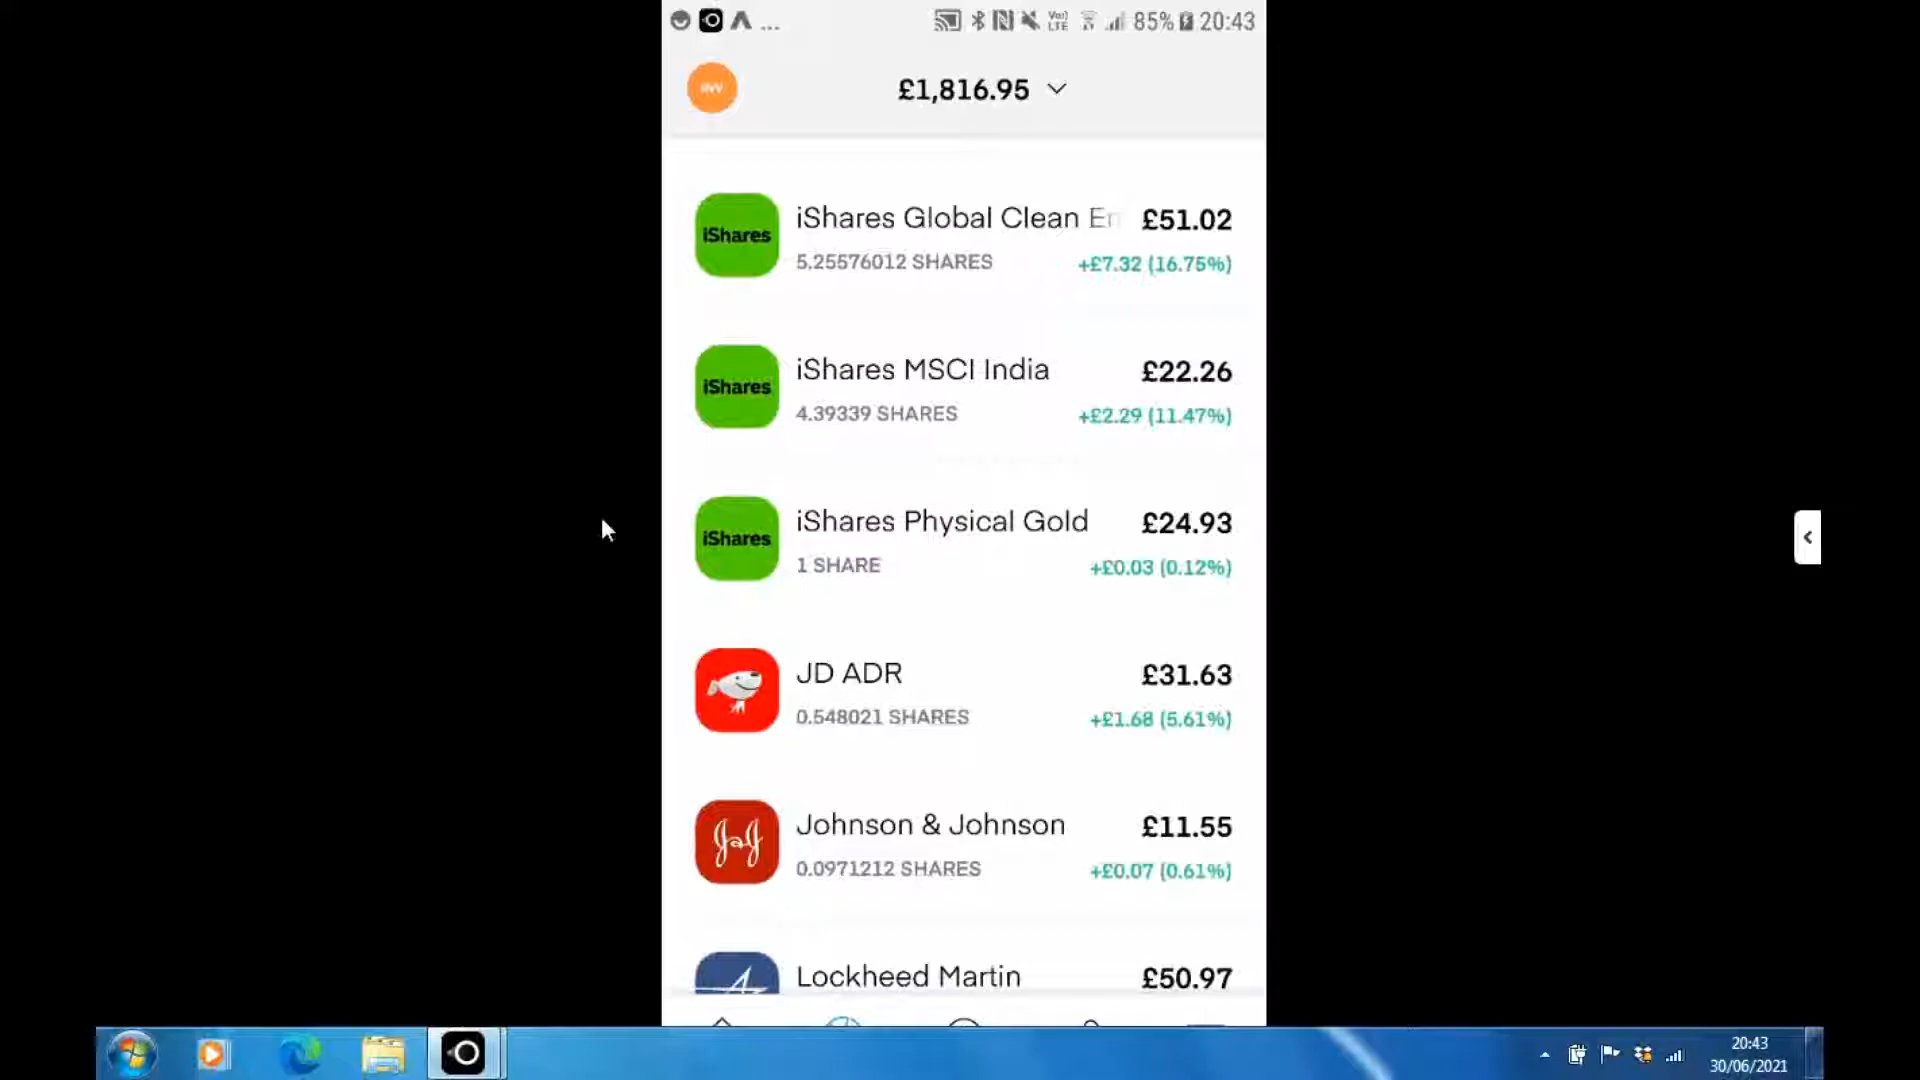 ... 85% 20:43
INV £1,816.95
iShares iShares Global Clean En £51.02
5.25576012 SHARES +£7.32 (16.75%)
iShares iShares MSCI India £22.26
4.39339 SHARES +£2.29 (11.47%)
iShares iShares Physical Gold £24.93
1 SHARE +£0.03 (0.12%)
JD ADR £31.63
0.548021 SHARES +£1.68 (5.61%)
J&J Johnson & Johnson £11.55
0.0971212 SHARES +£0.07 (0.61%)
Lockheed Martin £50.97
20:43
30/06/2021